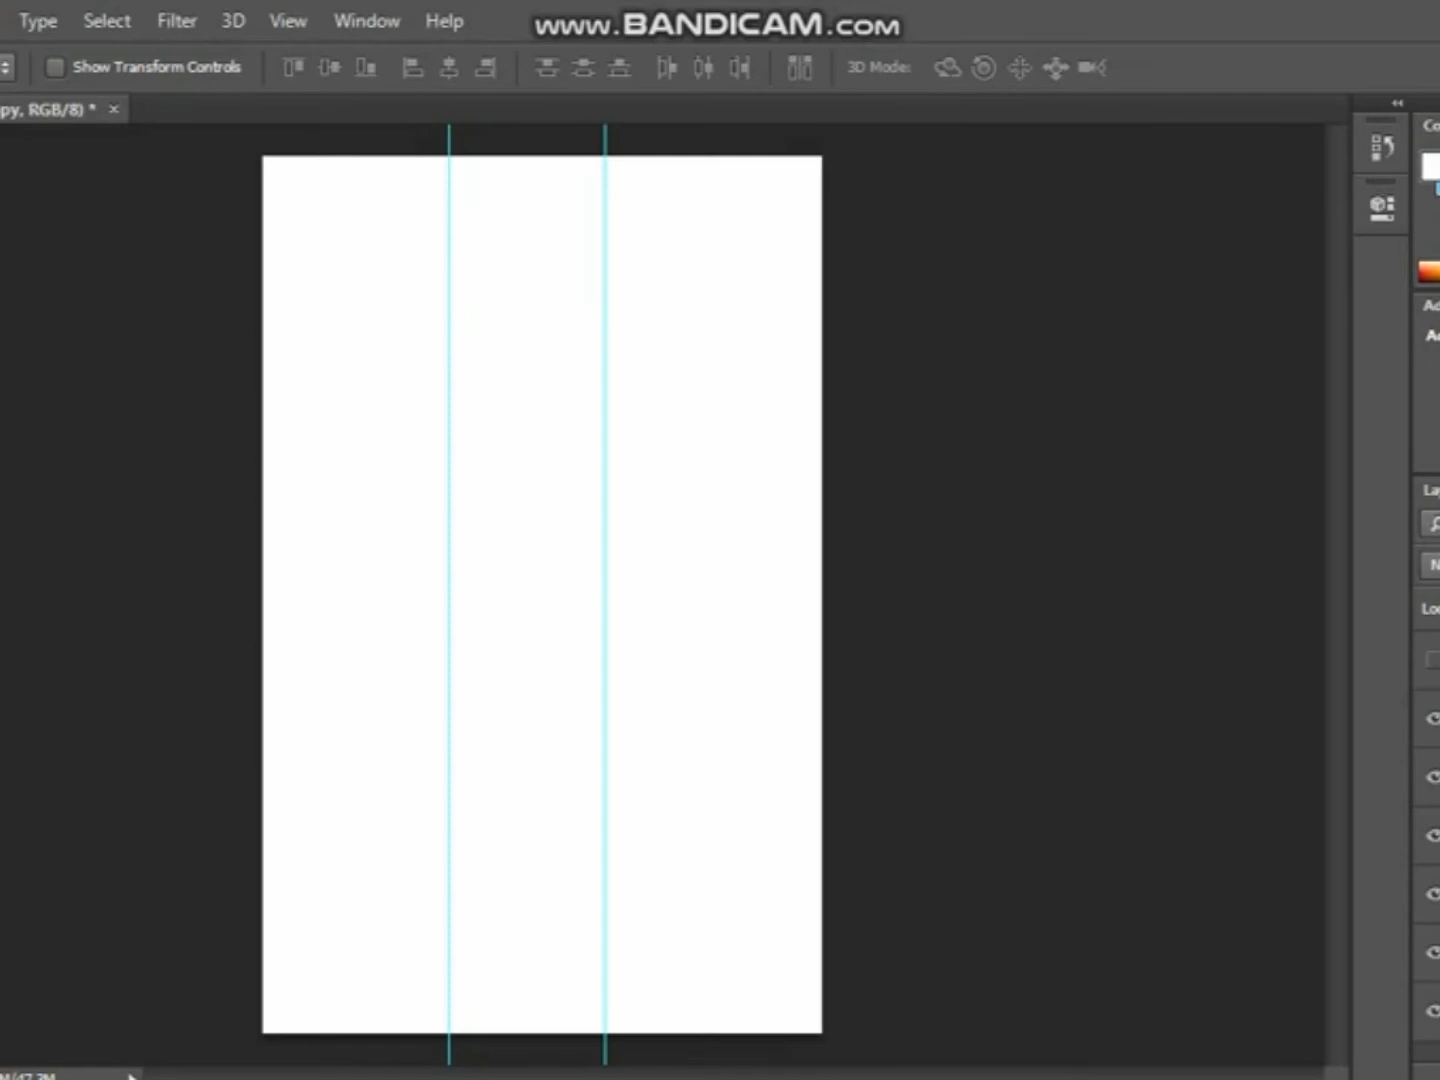 Type Select Filter 3D View Window Help
www.BANDICAM.com
Show Transform Controls
3D Mode:
py, RGB/8) * ×